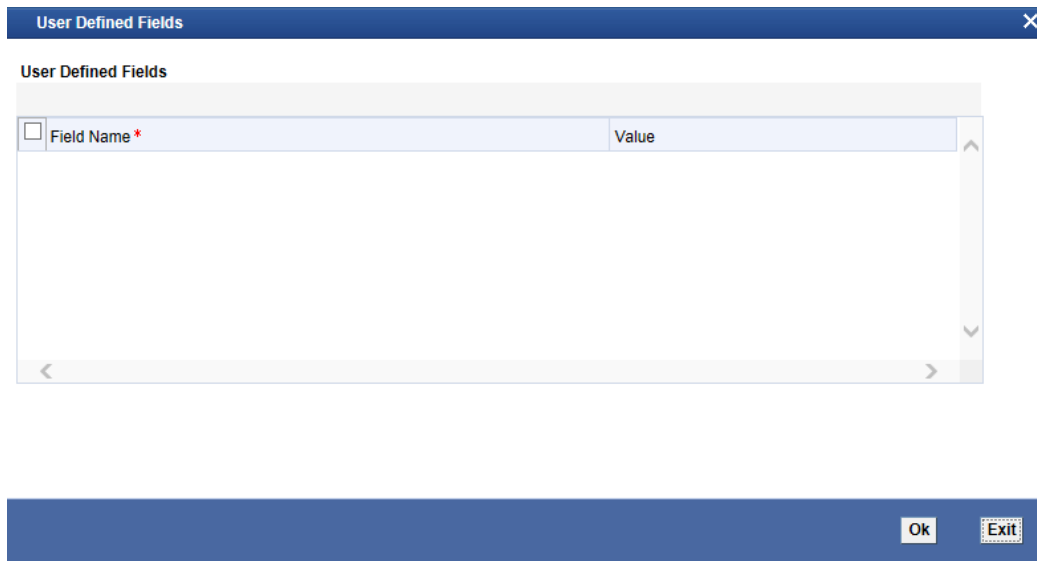 User Defined Fields
User Defined Fields
Field Name * Value
Ok Exit